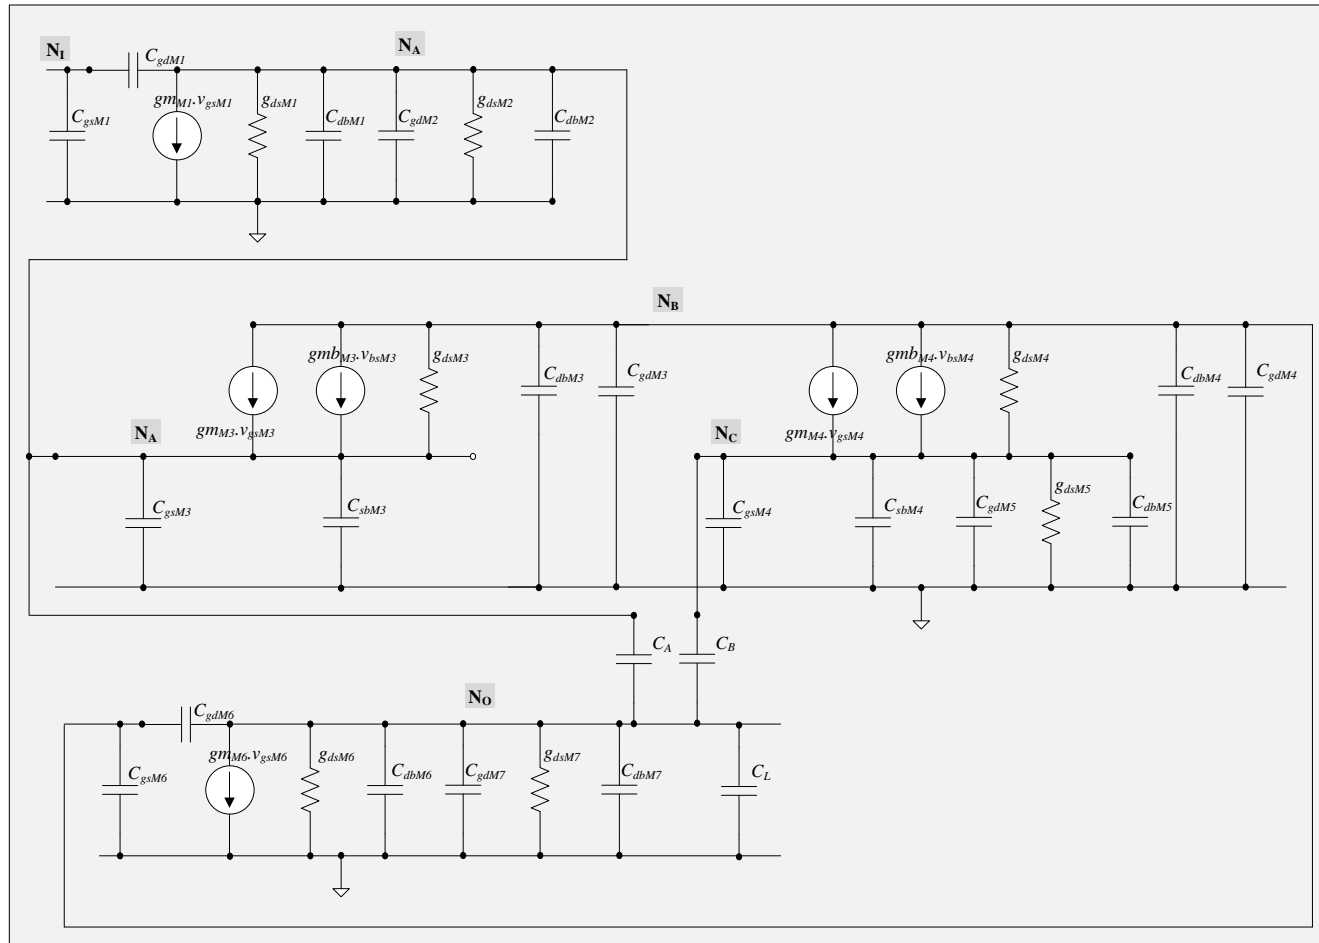 N_I C_gdM1 N_A
C_gsM1 gm_M1.v_gsM1 g_dsM1 C_dbM1 C_gdM2 g_dsM2 C_dbM2
N_B
gm_M3.v_gsM3 gmb_M3.v_bsM3 g_dsM3 C_dbM3 C_gdM3 gm_M4.v_gsM4 gmb_M4.v_bsM4 g_dsM4 C_dbM4 C_gdM4
N_A N_C
C_gsM3 C_sbM3 C_gsM4 C_sbM4 C_gdM5 g_dsM5 C_dbM5
C_A C_B
N_O
C_gdM6
C_gsM6 gm_M6.v_gsM6 g_dsM6 C_dbM6 C_gdM7 g_dsM7 C_dbM7 C_L